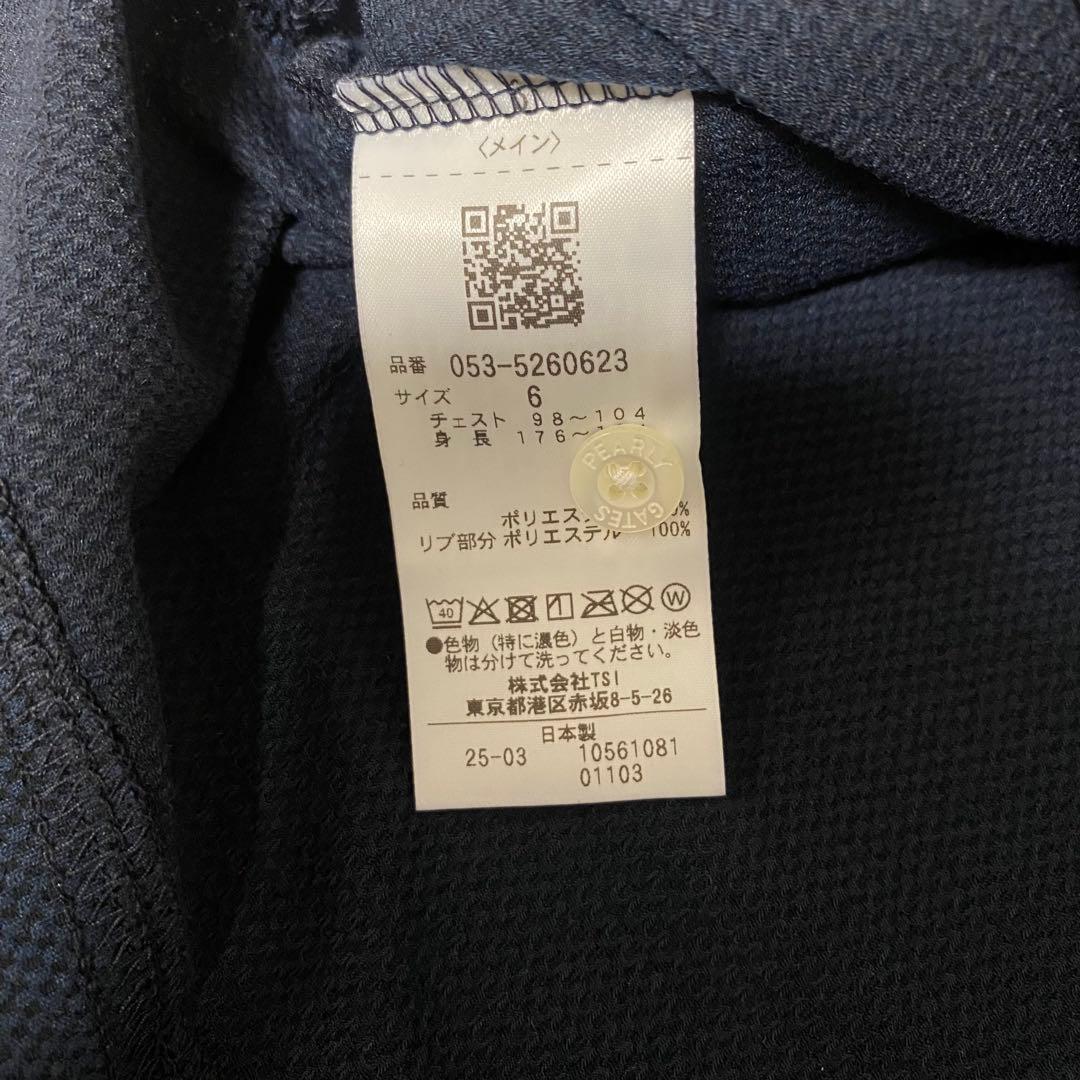 〈メイン〉
品番 053-5260623
サイズ 6
チェスト 98～104
身長 176～
PEARLY
GATES
品質
ポリエス %
リブ部分 ポリエステル 100%
40
W
●色物（特に濃色）と白物・淡色
物は分けて洗ってください。
株式会社TSI
東京都港区赤坂8-5-26
日本製
25-03 10561081
01103